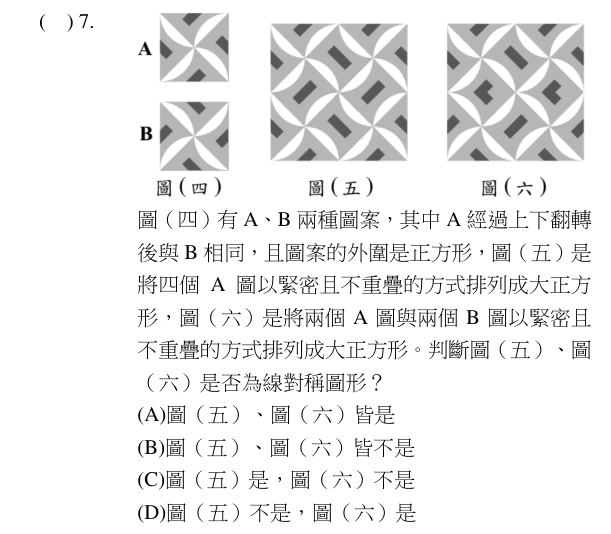 (　)7.
A
B
圖(四)
圖(五)
圖(六)
圖（四）有 A、B 兩種圖案，其中 A 經過上下翻轉
後與 B 相同，且圖案的外圍是正方形，圖（五）是
將四個 A 圖以緊密且不重疊的方式排列成大正方
形，圖（六）是將兩個 A 圖與兩個 B 圖以緊密且
不重疊的方式排列成大正方形。判斷圖（五）、圖
（六）是否為線對稱圖形？
(A)圖（五）、圖（六）皆是
(B)圖（五）、圖（六）皆不是
(C)圖（五）是，圖（六）不是
(D)圖（五）不是，圖（六）是